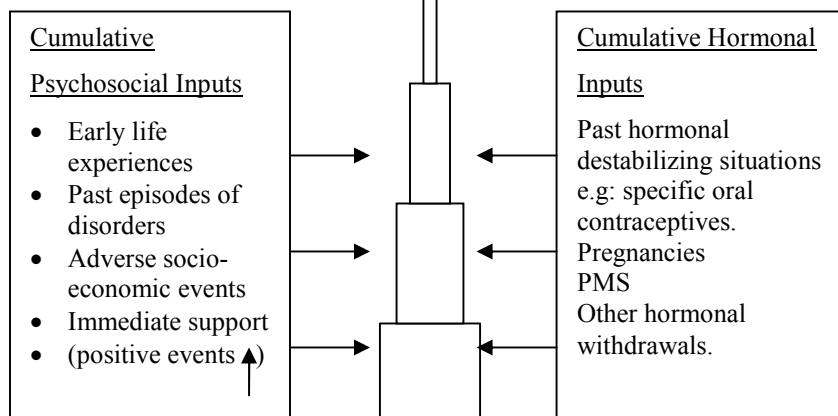 Cumulative
Psychosocial Inputs
• Early life
experiences
• Past episodes of
disorders
• Adverse socio-
economic events
• Immediate support
• (positive events )
Cumulative Hormonal
Inputs
Past hormonal
destabilizing situations
e.g: specific oral
contraceptives.
Pregnancies
PMS
Other hormonal
withdrawals.